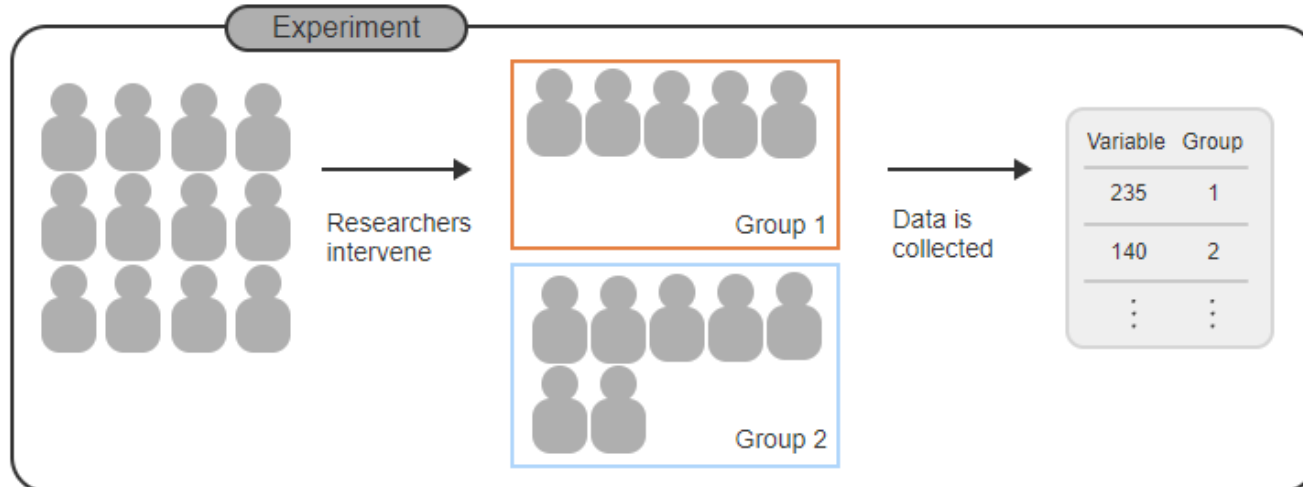 Experiment
Researchers
intervene
Group 1
Group 2
Data is
collected
Variable Group
235 1
140 2
⋮ ⋮